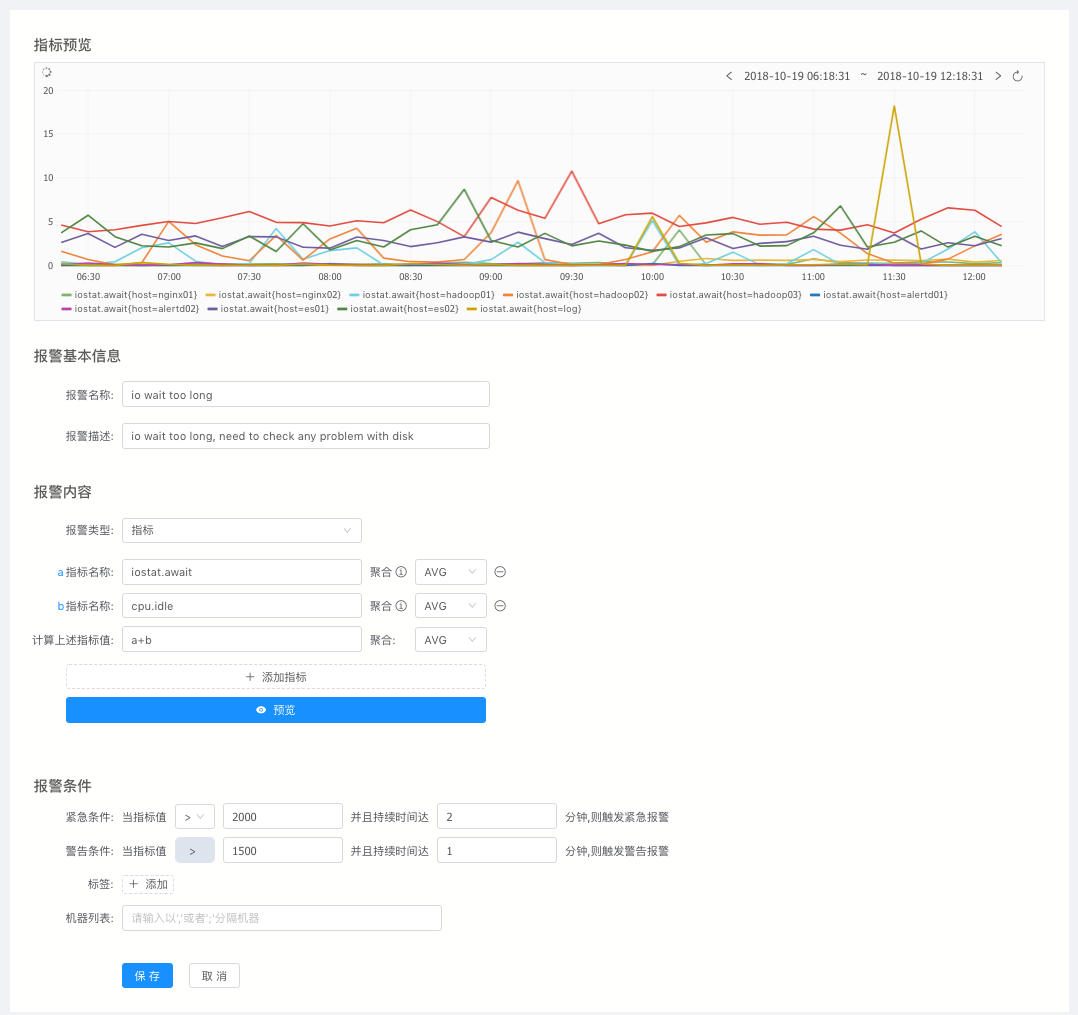 指标预览
2018-10-19 06:18:31 ~ 2018-10-19 12:18:31
20
15
10
5
0
06:30 07:00 07:30 08:00 08:30 09:00 09:30 10:00 10:30 11:00 11:30 12:00
iostat.await{host=nginx01} iostat.await{host=nginx02} iostat.await{host=hadoop01} iostat.await{host=hadoop02} iostat.await{host=hadoop03} iostat.await{host=alertd01}
iostat.await{host=alertd02} iostat.await{host=es01} iostat.await{host=es02} iostat.await{host=log}
报警基本信息
报警名称: io wait too long
报警描述: io wait too long, need to check any problem with disk
报警内容
报警类型: 指标
a指标名称: iostat.await 聚合 AVG
b指标名称: cpu.idle 聚合 AVG
计算上述指标值: a+b 聚合: AVG
+ 添加指标
预览
报警条件
紧急条件: 当指标值 > 2000 并且持续时间达 2 分钟,则触发紧急报警
警告条件: 当指标值 > 1500 并且持续时间达 1 分钟,则触发警告报警
标签: + 添加
机器列表: 请输入以','或者';'分隔机器
保 存 取 消